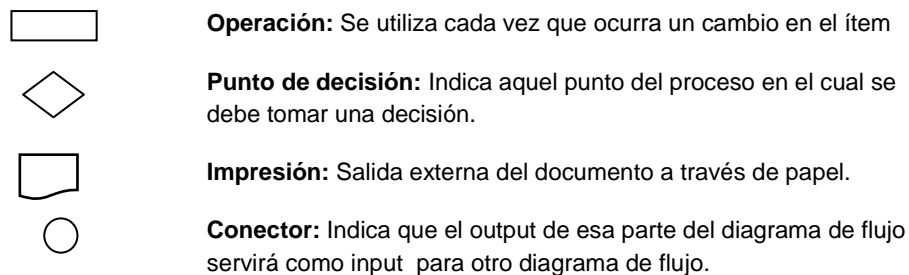 Operación: Se utiliza cada vez que ocurra un cambio en el ítem
Punto de decisión: Indica aquel punto del proceso en el cual se
debe tomar una decisión.
Impresión: Salida externa del documento a través de papel.
Conector: Indica que el output de esa parte del diagrama de flujo
servirá como input  para otro diagrama de flujo.